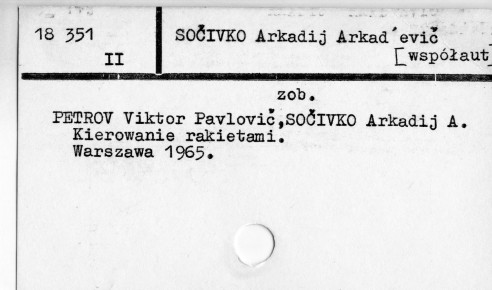 18 351
II
SOČIVKO Arkadij Arkad´evič
[współaut]
zob.
PETROV Viktor Pavlovič,SOČIVKO Arkadij A.
Kierowanie rakietami.
Warszawa 1965.